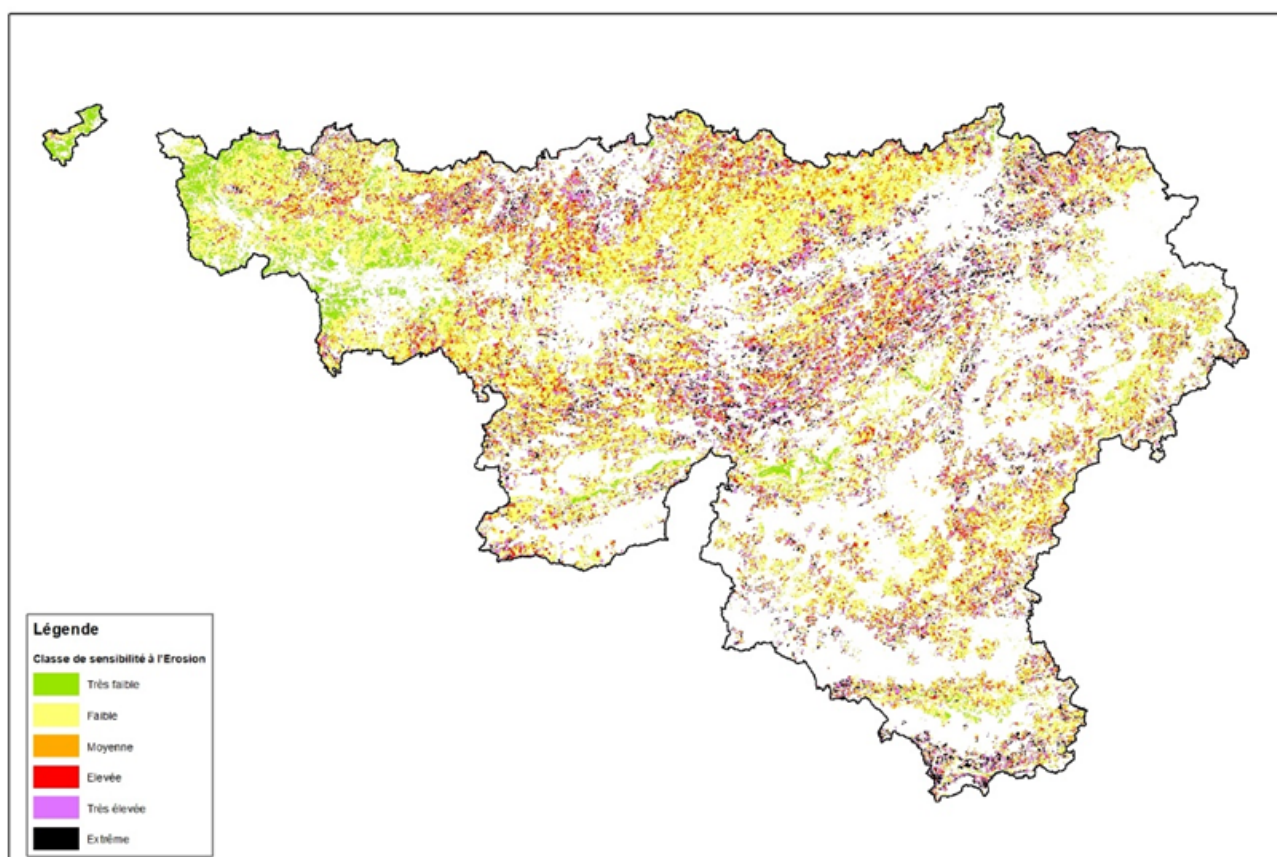 Légende
Classe de sensibilité à l'Erosion
Très faible
Faible
Moyenne
Elevée
Très élevée
Extrême